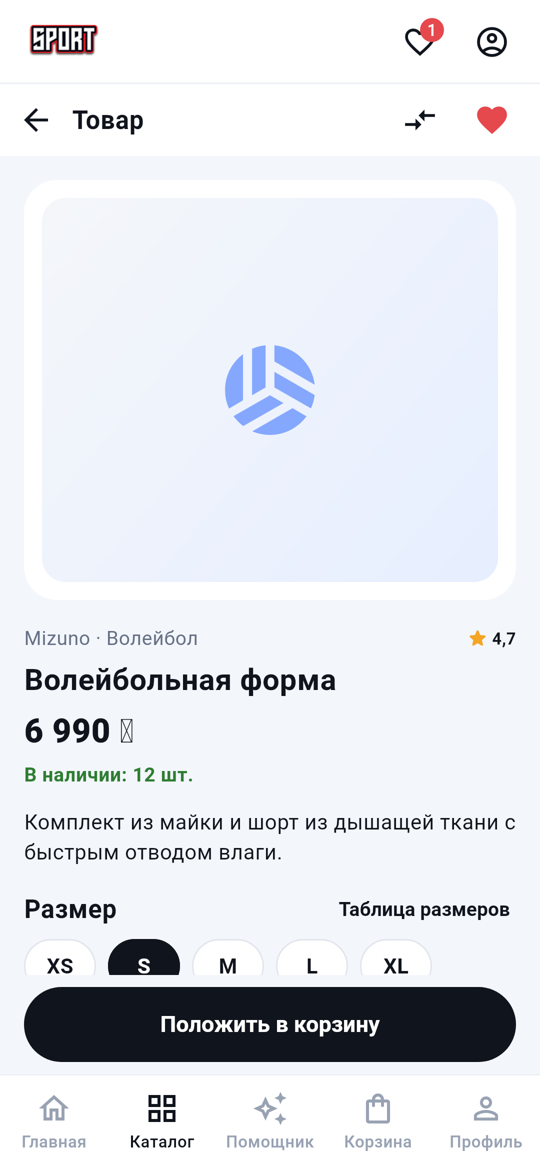 SPORT
1
Товар
Mizuno · Волейбол
4,7
Волейбольная форма
6 990
В наличии: 12 шт.
Комплект из майки и шорт из дышащей ткани с
быстрым отводом влаги.
Размер
Таблица размеров
XS S M L XL
Положить в корзину
Главная Каталог Помощник Корзина Профиль